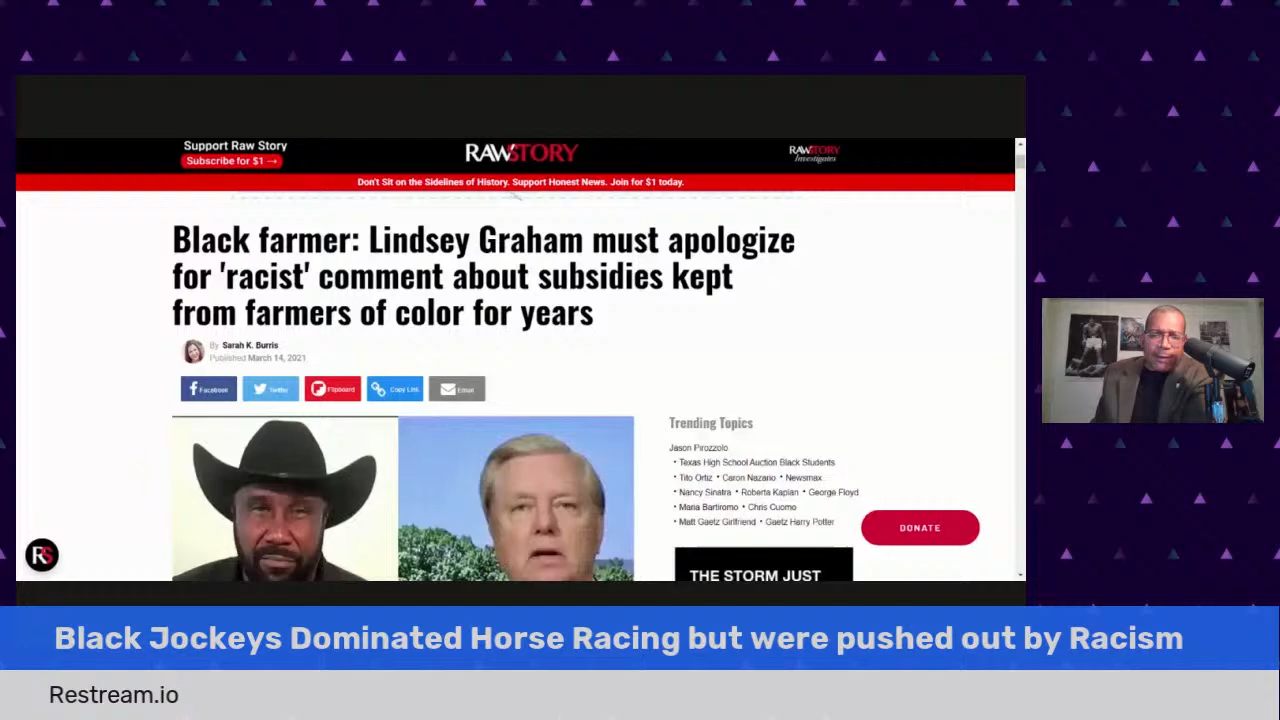 Support Raw Story
Subscribe for $1 →
RAWSTORY
RAWSTORY
Investigates
Don't Sit on the Sidelines of History. Support Honest News. Join for $1 today.
Black farmer: Lindsey Graham must apologize
for 'racist' comment about subsidies kept
from farmers of color for years
By Sarah K. Burris
Published March 14, 2021
Facebook
Twitter
Flipboard
Copy Link
Email
Trending Topics
Jason Pirozzolo
• Texas High School Auction Black Students
• Tito Ortiz • Caron Nazario • Newsmax
• Nancy Sinatra • Roberta Kaplan • George Floyd
• Maria Bartiromo • Chris Cuomo
• Matt Gaetz Girlfriend • Gaetz Harry Potter
DONATE
RS
THE STORM JUST
Black Jockeys Dominated Horse Racing but were pushed out by Racism
Restream.io